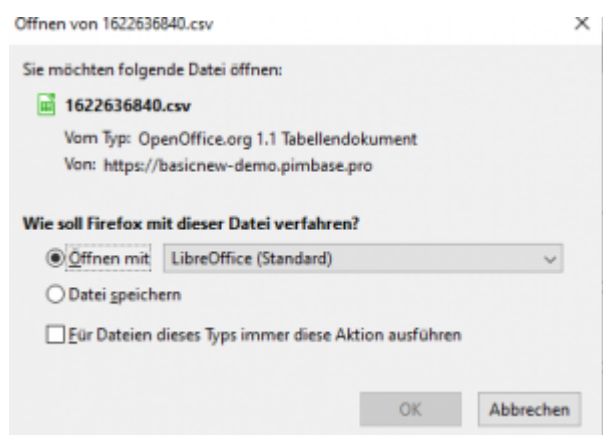 Öffnen von 1622636840.csv
Sie möchten folgende Datei öffnen:
1622636840.csv
Vom Typ: OpenOffice.org 1.1 Tabellendokument
Von: https://basicnew-demo.pimbase.pro
Wie soll Firefox mit dieser Datei verfahren?
Öffnen mit LibreOffice (Standard)
Datei speichern
Für Dateien dieses Typs immer diese Aktion ausführen
OK Abbrechen